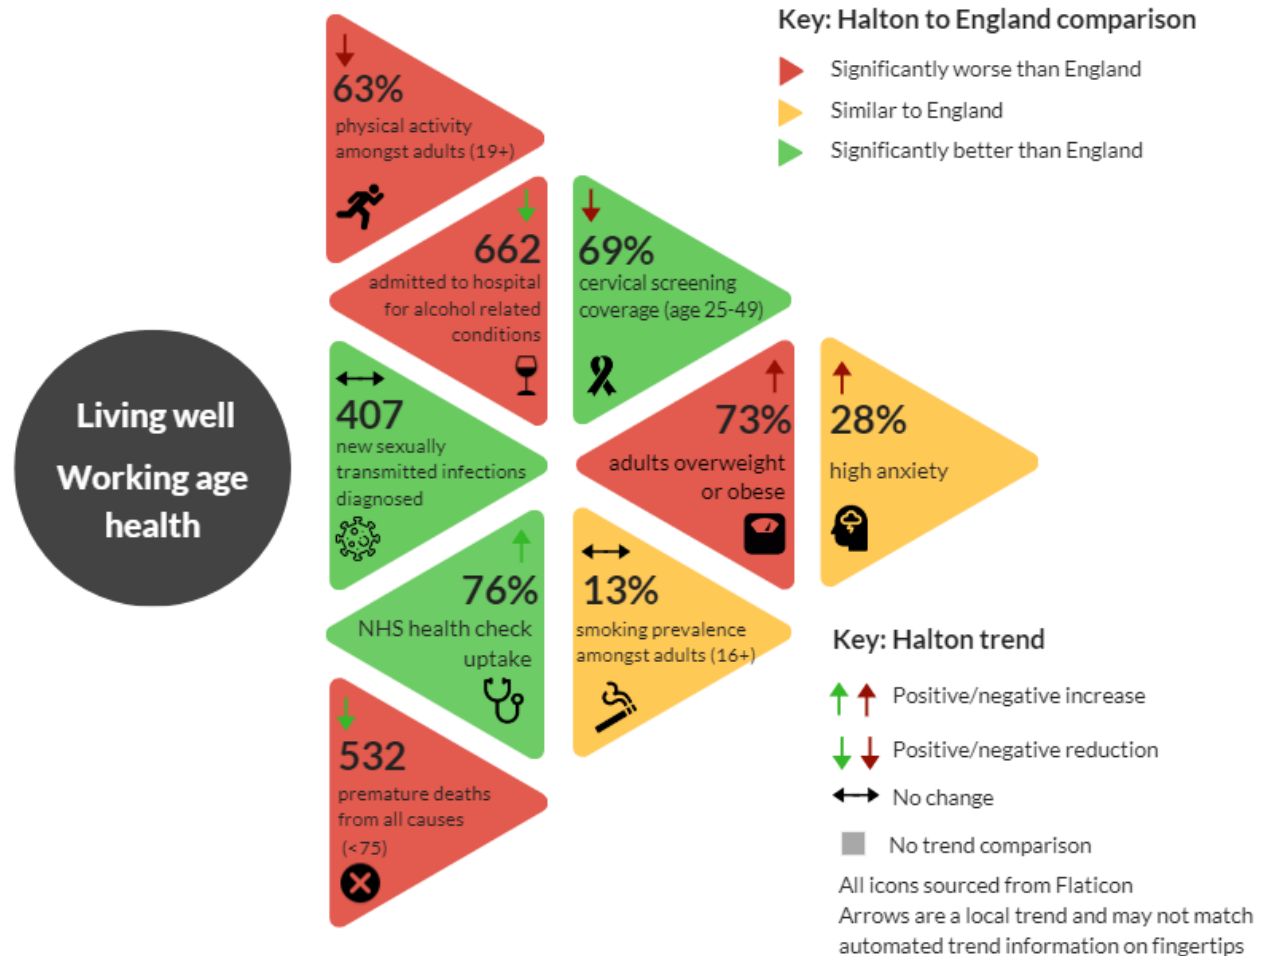 Key: Halton to England comparison
Significantly worse than England
Similar to England
Significantly better than England
63%
physical activity
amongst adults (19+)
662
admitted to hospital
for alcohol related
conditions
69%
cervical screening
coverage (age 25-49)
Living well
Working age
health
407
new sexually
transmitted infections
diagnosed
73%
adults overweight
or obese
28%
high anxiety
76%
NHS health check
uptake
13%
smoking prevalence
amongst adults (16+)
532
premature deaths
from all causes
(<75)
Key: Halton trend
Positive/negative increase
Positive/negative reduction
No change
No trend comparison
All icons sourced from Flaticon
Arrows are a local trend and may not match
automated trend information on fingertips